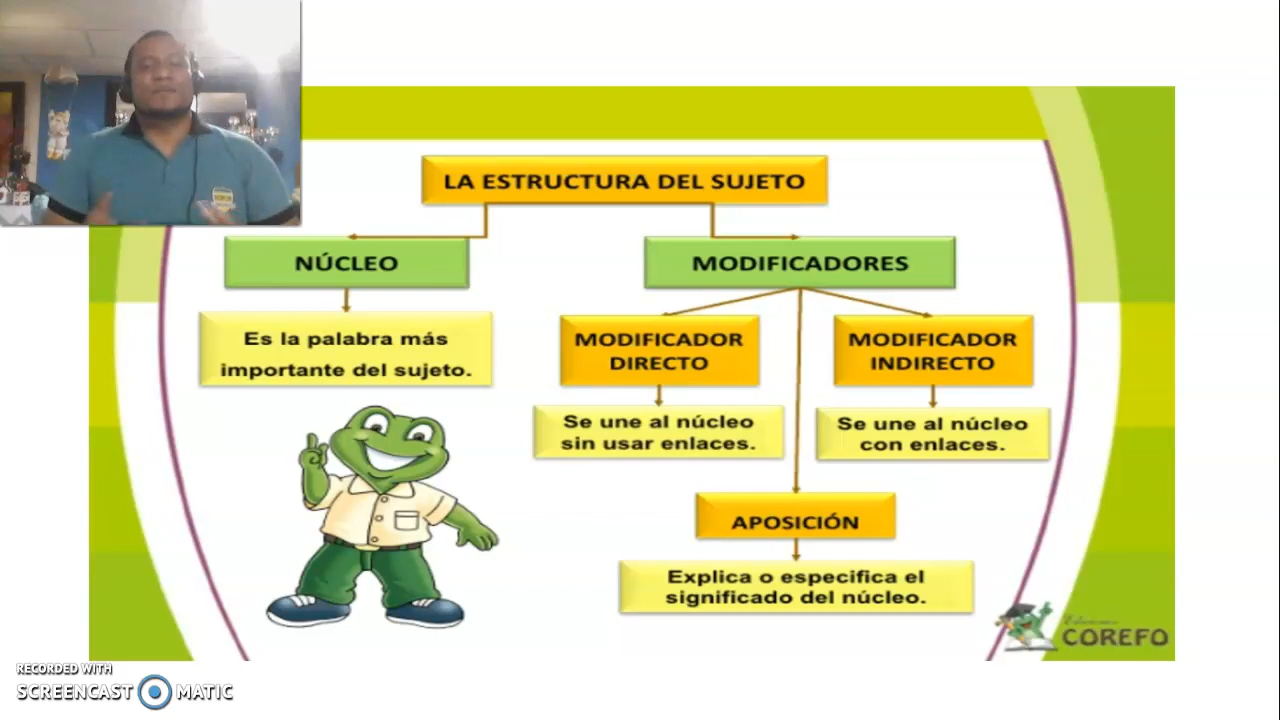 LA ESTRUCTURA DEL SUJETO
NÚCLEO
MODIFICADORES
Es la palabra más
importante del sujeto.
MODIFICADOR
DIRECTO
MODIFICADOR
INDIRECTO
Se une al núcleo
sin usar enlaces.
Se une al núcleo
con enlaces.
APOSICIÓN
Explica o especifica el
significado del núcleo.
Ediciones
COREFO
RECORDED WITH
SCREENCAST MATIC